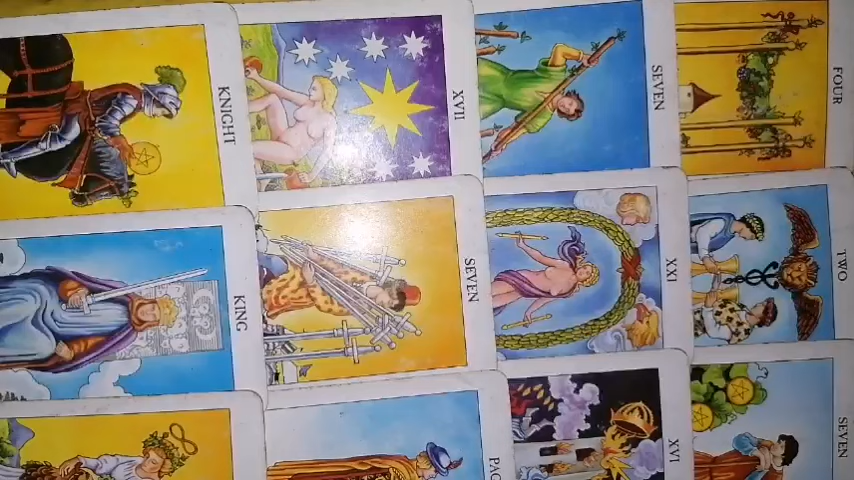 KNIGHT
XVII
SEVEN
FOUR
KING
SEVEN
XXI
TWO
XVI
SEVEN